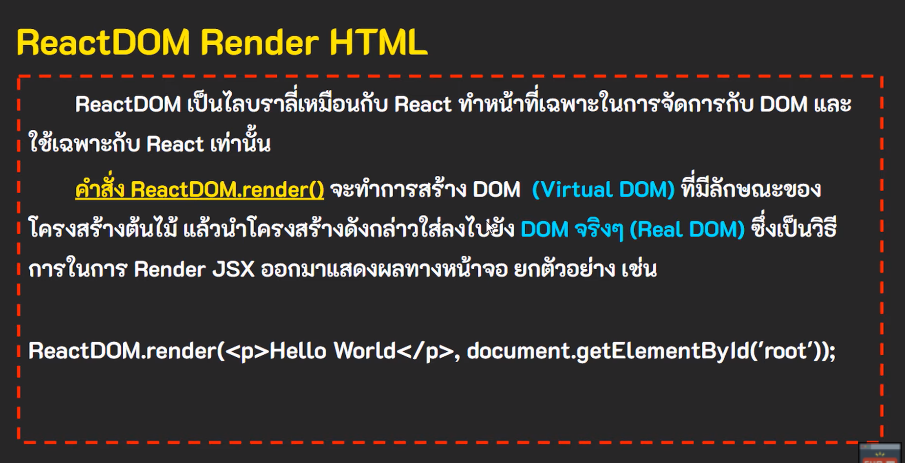 ReactDOM Render HTML
ReactDOM เป็นไลบราลี่เหมือนกับ React ทำหน้าที่เฉพาะในการจัดการกับ DOM และ
ใช้เฉพาะกับ React เท่านั้น
คำสั่ง ReactDOM.render() จะทำการสร้าง DOM (Virtual DOM) ที่มีลักษณะของ
โครงสร้างต้นไม้ แล้วนำโครงสร้างดังกล่าวใส่ลงไปยัง DOM จริงๆ (Real DOM) ซึ่งเป็นวิธี
การในการ Render JSX ออกมาแสดงผลทางหน้าจอ ยกตัวอย่าง เช่น
ReactDOM.render(<p>Hello World</p>, document.getElementById('root'));